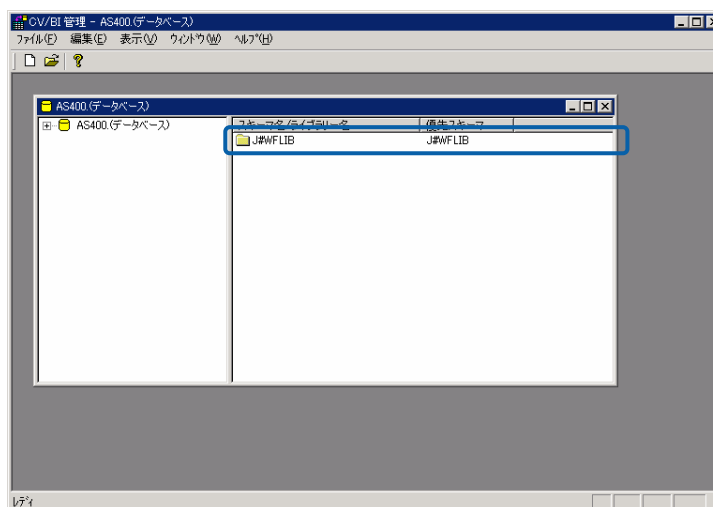 CV/BI 管理 - AS400.(データベース)
ファイル(F) 編集(E) 表示(V) ウィンドウ(W) ヘルプ(H)
AS400.(データベース)
AS400.(データベース)
スキーマ名/ライブラリー名 優先スキーマ
J#WFLIB J#WFLIB
レディ